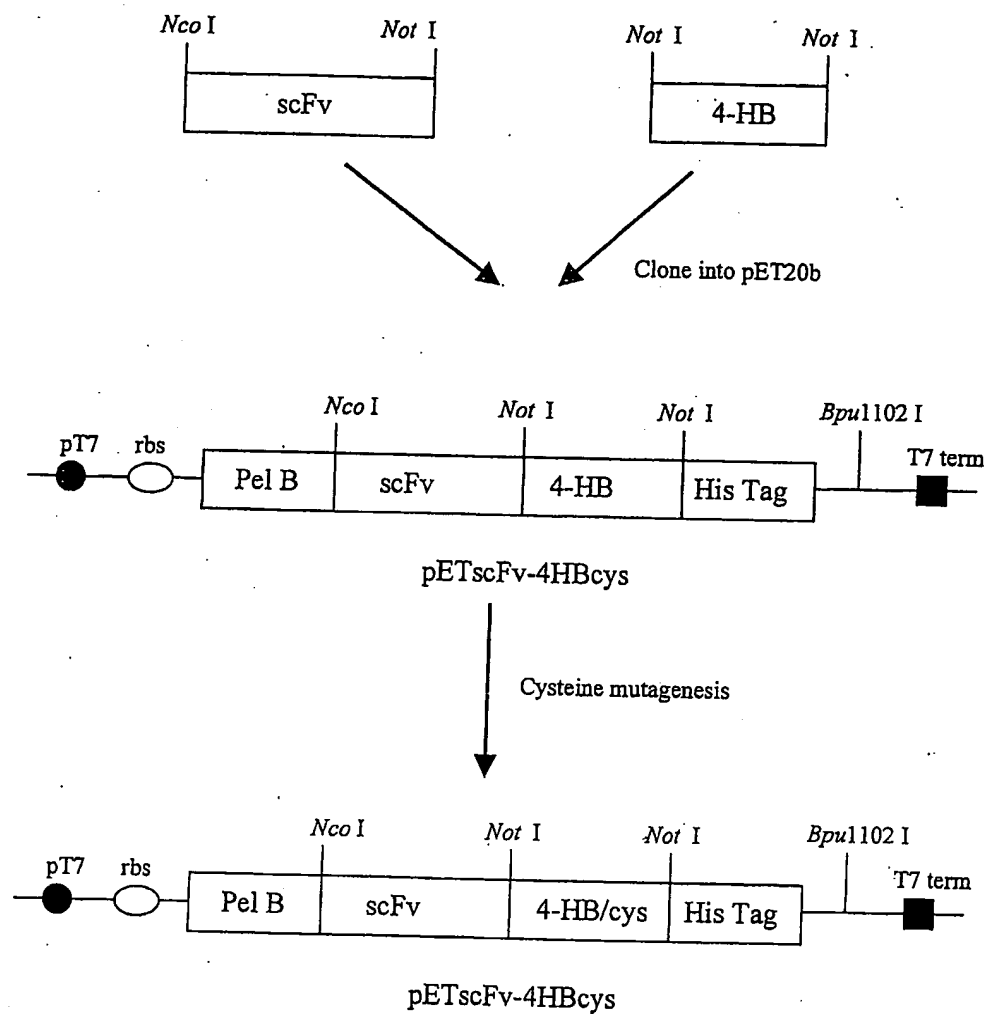 Nco I
Not I
Not I
Not I
scFv
4-HB
Clone into pET20b
Nco I
Not I
Not I
Bpu1102 I
pT7
rbs
T7 term
Pel B
scFv
4-HB
His Tag
pETscFv-4HBcys
Cysteine mutagenesis
Nco I
Not I
Not I
Bpu1102 I
pT7
rbs
T7 term
Pel B
scFv
4-HB/cys
His Tag
pETscFv-4HBcys